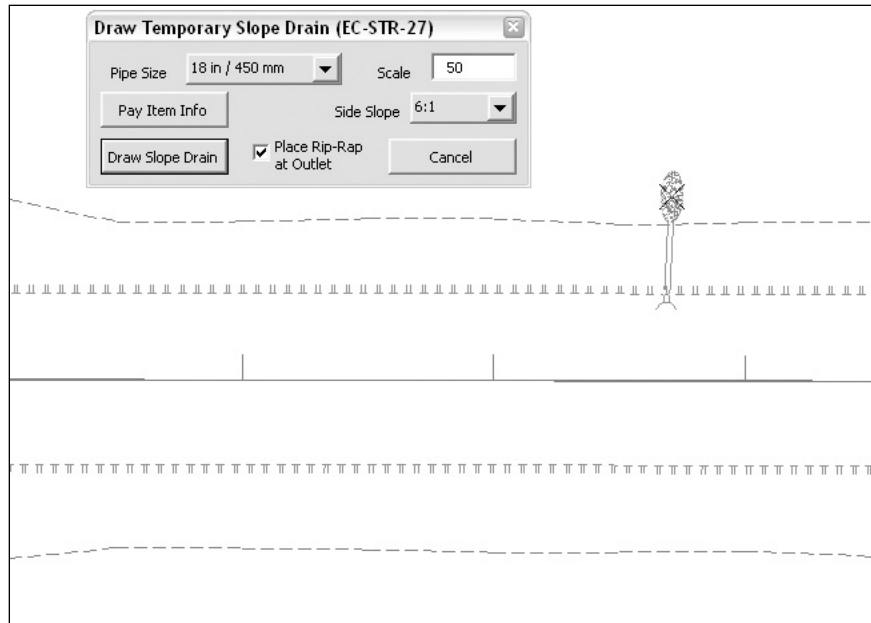 Draw Temporary Slope Drain (EC-STR-27)
Pipe Size 18 in / 450 mm Scale 50
Pay Item Info Side Slope 6:1
Draw Slope Drain Place Rip-Rap at Outlet Cancel